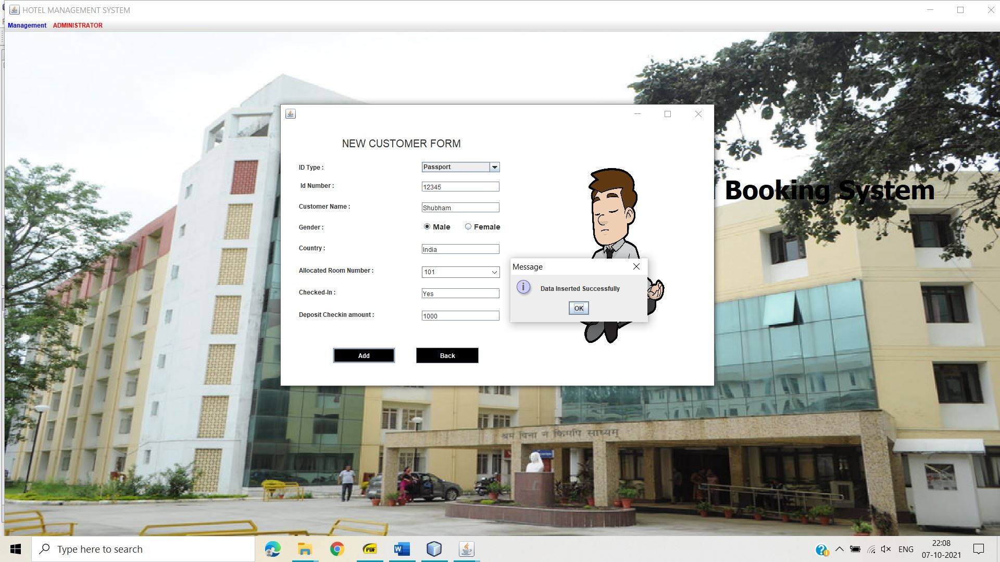 HOTEL MANAGEMENT SYSTEM
Management ADMINISTRATOR
Booking System
NEW CUSTOMER FORM
ID Type : Passport
Id Number : 12345
Customer Name : Shubham
Gender : Male Female
Country : India
Allocated Room Number : 101
Checked-In : Yes
Deposit Checkin amount : 1000
Add Back
Message
Data Inserted Successfully
OK
श्रम विना न किमपि साध्यम्
Type here to search
PDF
W
ENG
22:08
07-10-2021